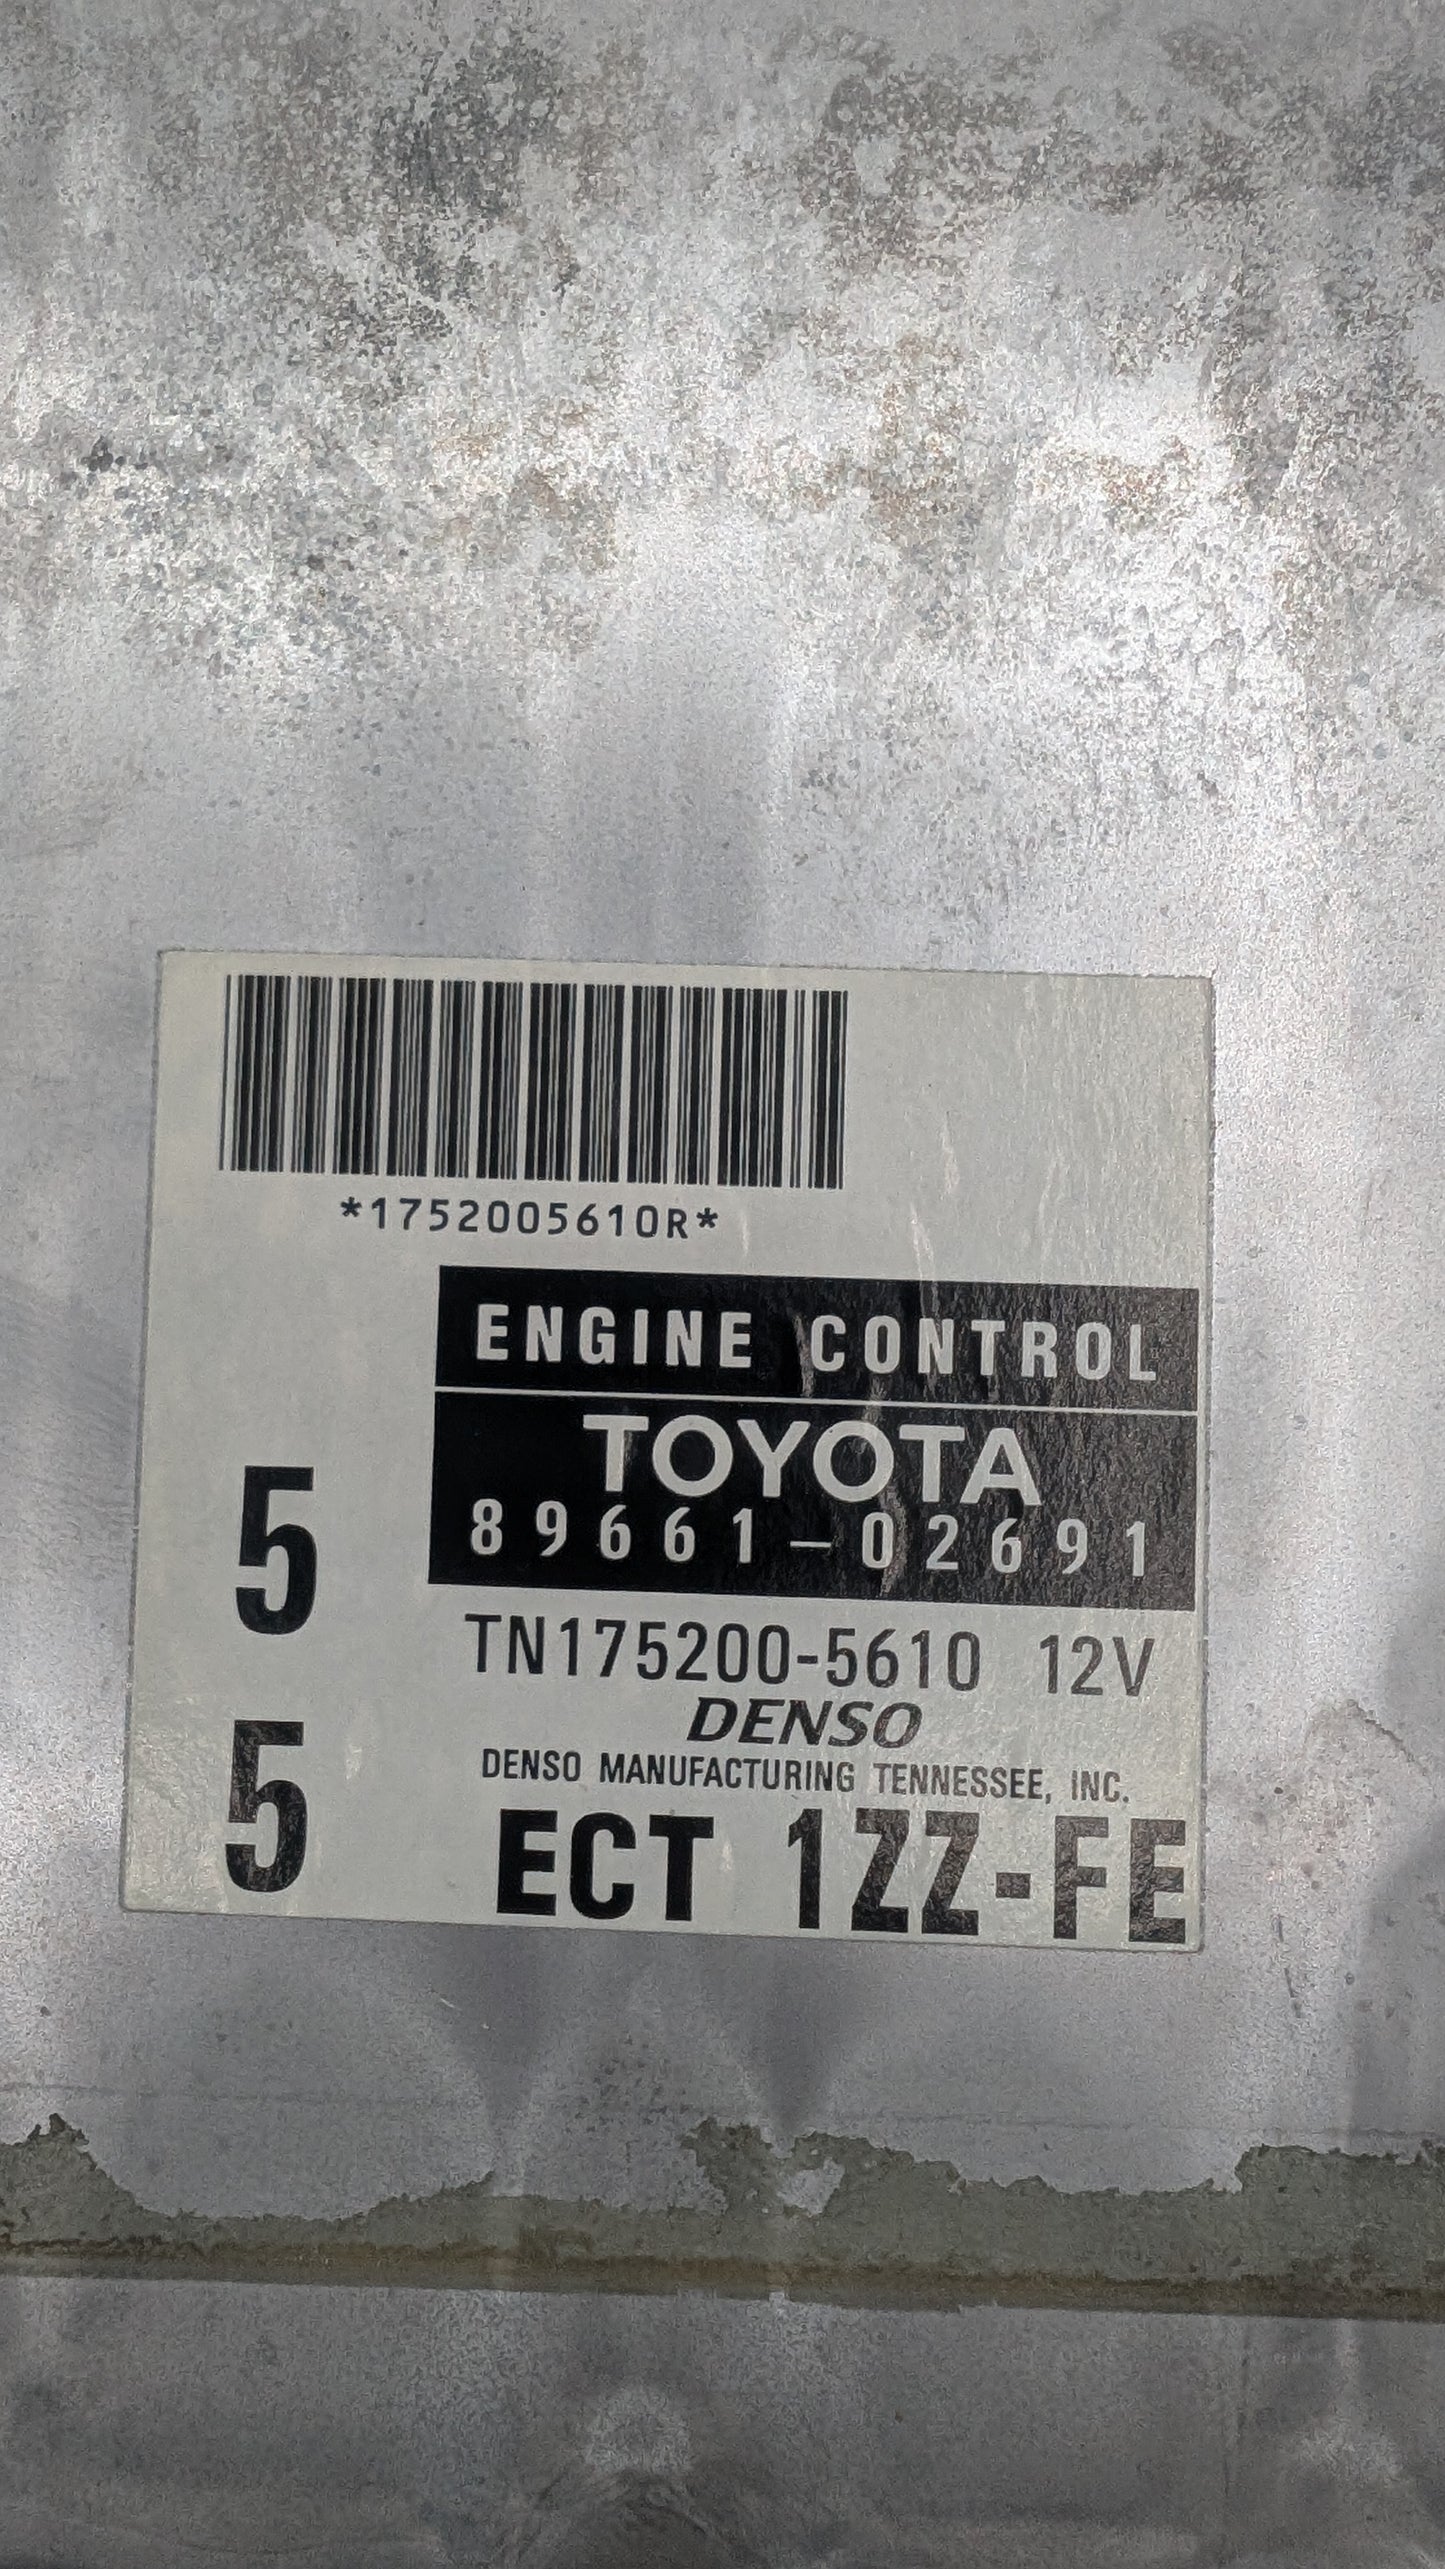 *1752005610R*
ENGINE CONTROL
TOYOTA
89661-02691
5
TN175200-5610 12V
DENSO
DENSO MANUFACTURING TENNESSEE, INC.
5
ECT 1ZZ-FE